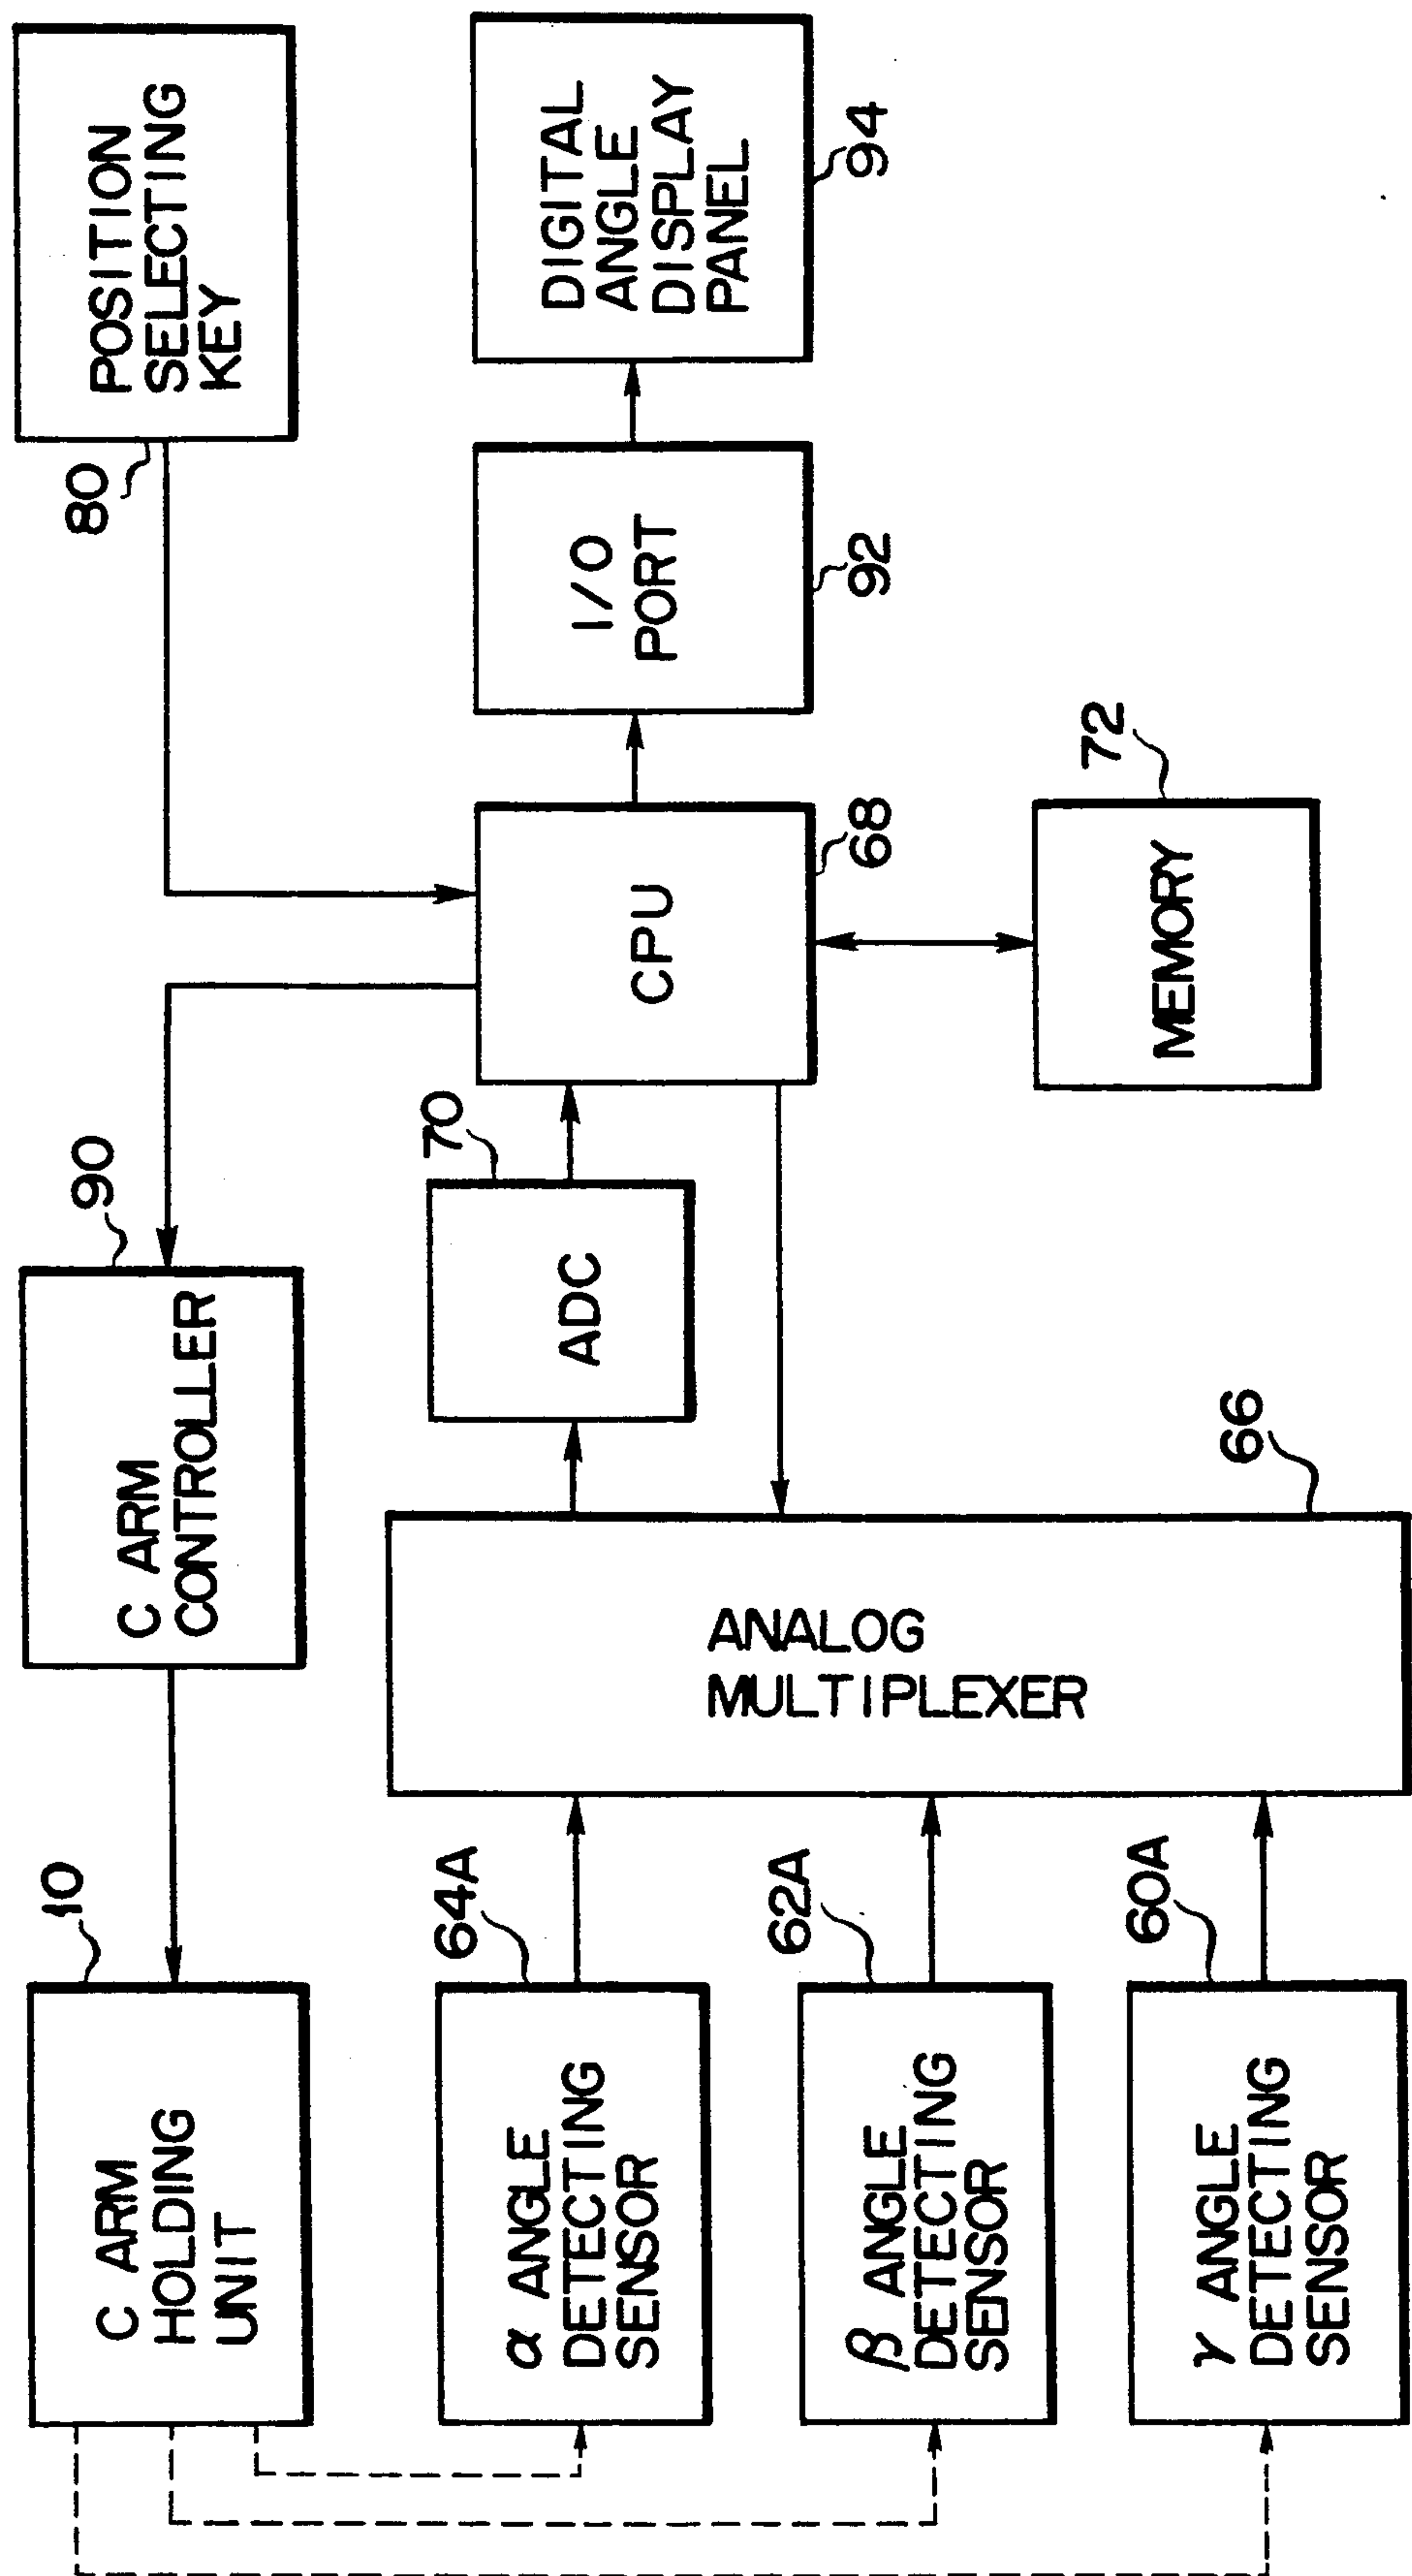 C ARM
HOLDING
UNIT
10
C ARM
CONTROLLER
90
POSITION
SELECTING
KEY
80
α ANGLE
DETECTING
SENSOR
64A
β ANGLE
DETECTING
SENSOR
62A
γ ANGLE
DETECTING
SENSOR
60A
ANALOG
MULTIPLEXER
66
ADC
70
CPU
68
MEMORY
72
I/O
PORT
92
DIGITAL
ANGLE
DISPLAY
PANEL
94